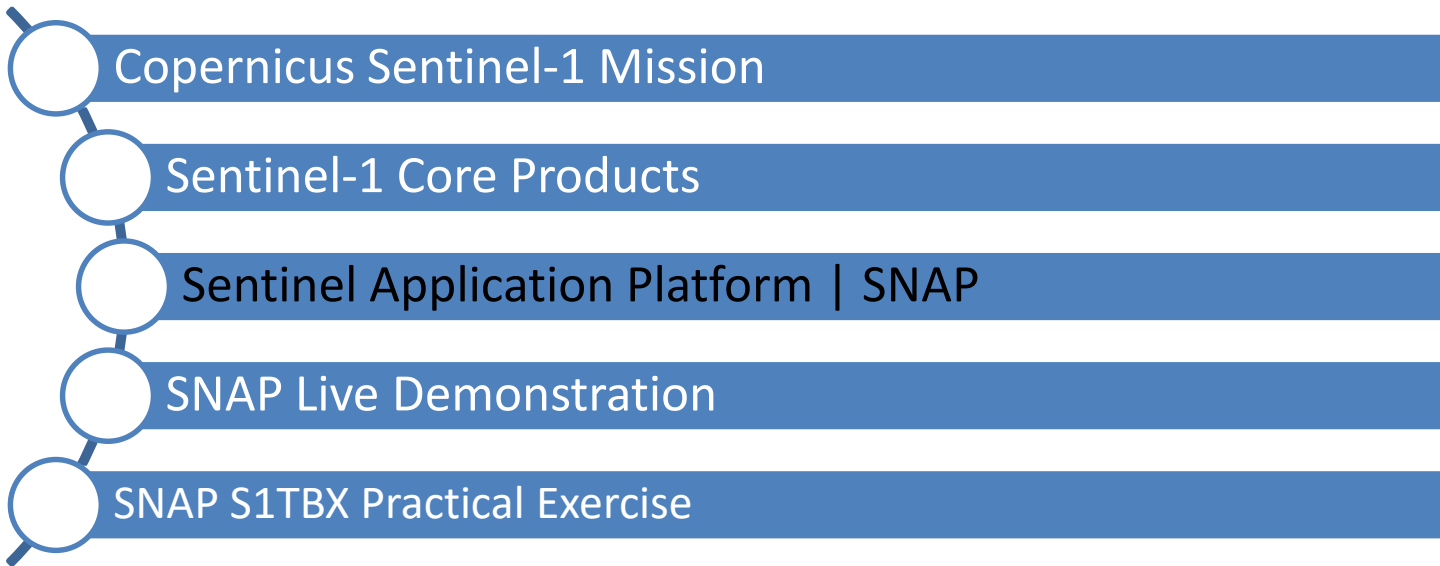 Copernicus Sentinel-1 Mission
Sentinel-1 Core Products
Sentinel Application Platform | SNAP
SNAP Live Demonstration
SNAP S1TBX Practical Exercise